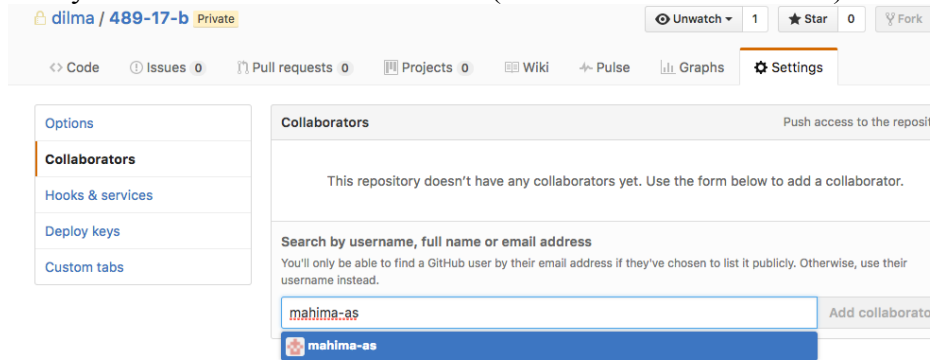 dilma / 489-17-b Private Unwatch 1 Star 0 Fork
Code Issues 0 Pull requests 0 Projects 0 Wiki Pulse Graphs Settings
Options
Collaborators
Hooks & services
Deploy keys
Custom tabs
Collaborators Push access to the reposit
This repository doesn't have any collaborators yet. Use the form below to add a collaborator.
Search by username, full name or email address
You'll only be able to find a GitHub user by their email address if they've chosen to list it publicly. Otherwise, use their
username instead.
mahima-as Add collaborato
mahima-as